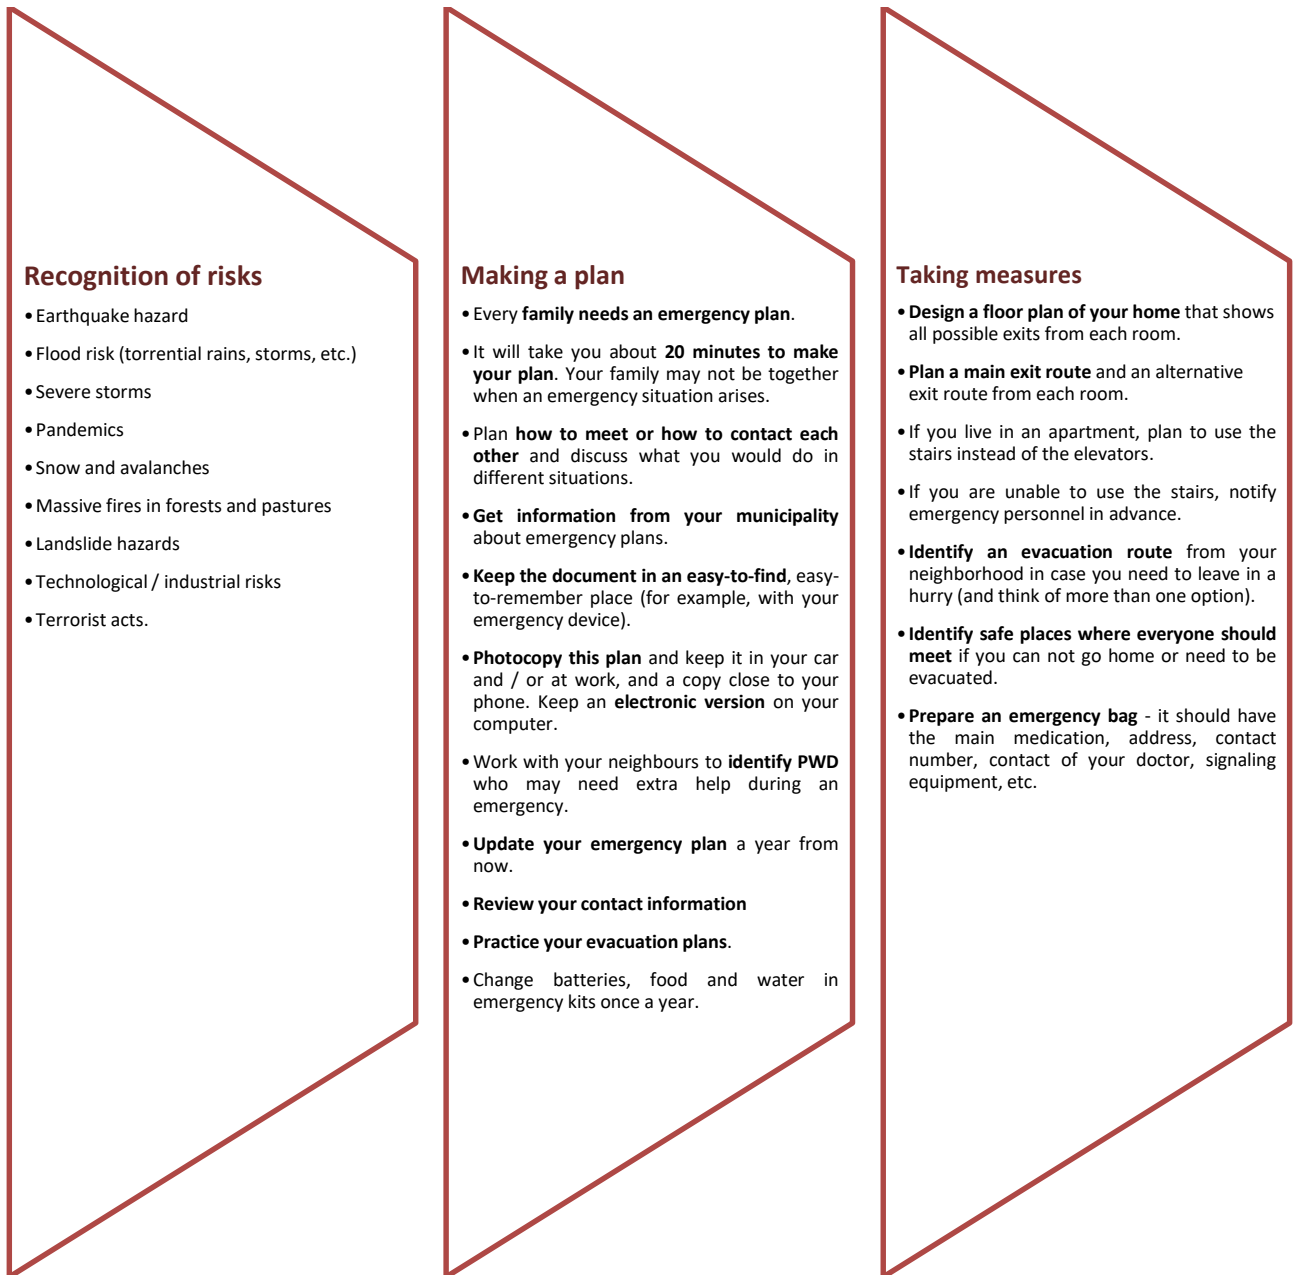 Recognition of risks
•Earthquake hazard
•Flood risk (torrential rains, storms, etc.)
•Severe storms
•Pandemics
•Snow and avalanches
•Massive fires in forests and pastures
•Landslide hazards
•Technological / industrial risks
•Terrorist acts.
Making a plan
•Every family needs an emergency plan.
•It will take you about 20 minutes to make
your plan. Your family may not be together
when an emergency situation arises.
•Plan how to meet or how to contact each
other and discuss what you would do in
different situations.
•Get information from your municipality
about emergency plans.
•Keep the document in an easy-to-find, easy-
to-remember place (for example, with your
emergency device).
•Photocopy this plan and keep it in your car
and / or at work, and a copy close to your
phone. Keep an electronic version on your
computer.
•Work with your neighbours to identify PWD
who may need extra help during an
emergency.
•Update your emergency plan a year from
now.
•Review your contact information
•Practice your evacuation plans.
•Change batteries, food and water in
emergency kits once a year.
Taking measures
•Design a floor plan of your home that shows
all possible exits from each room.
•Plan a main exit route and an alternative
exit route from each room.
•If you live in an apartment, plan to use the
stairs instead of the elevators.
•If you are unable to use the stairs, notify
emergency personnel in advance.
•Identify an evacuation route from your
neighborhood in case you need to leave in a
hurry (and think of more than one option).
•Identify safe places where everyone should
meet if you can not go home or need to be
evacuated.
•Prepare an emergency bag - it should have
the main medication, address, contact
number, contact of your doctor, signaling
equipment, etc.